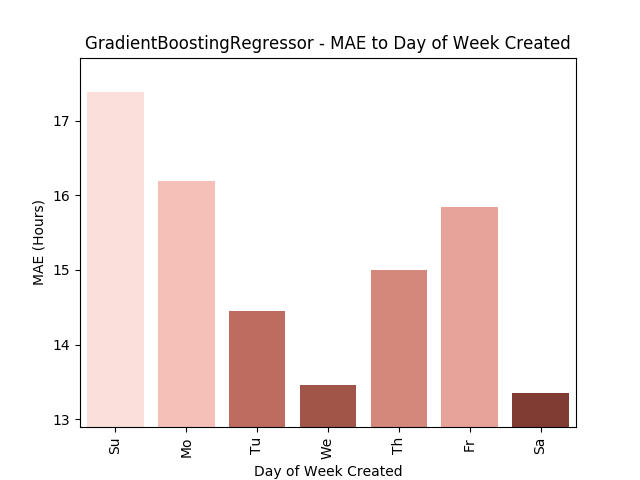 GradientBoostingRegressor - MAE to Day of Week Created
MAE (Hours)
17
16
15
14
13
Su
Mo
Tu
We
Th
Fr
Sa
Day of Week Created